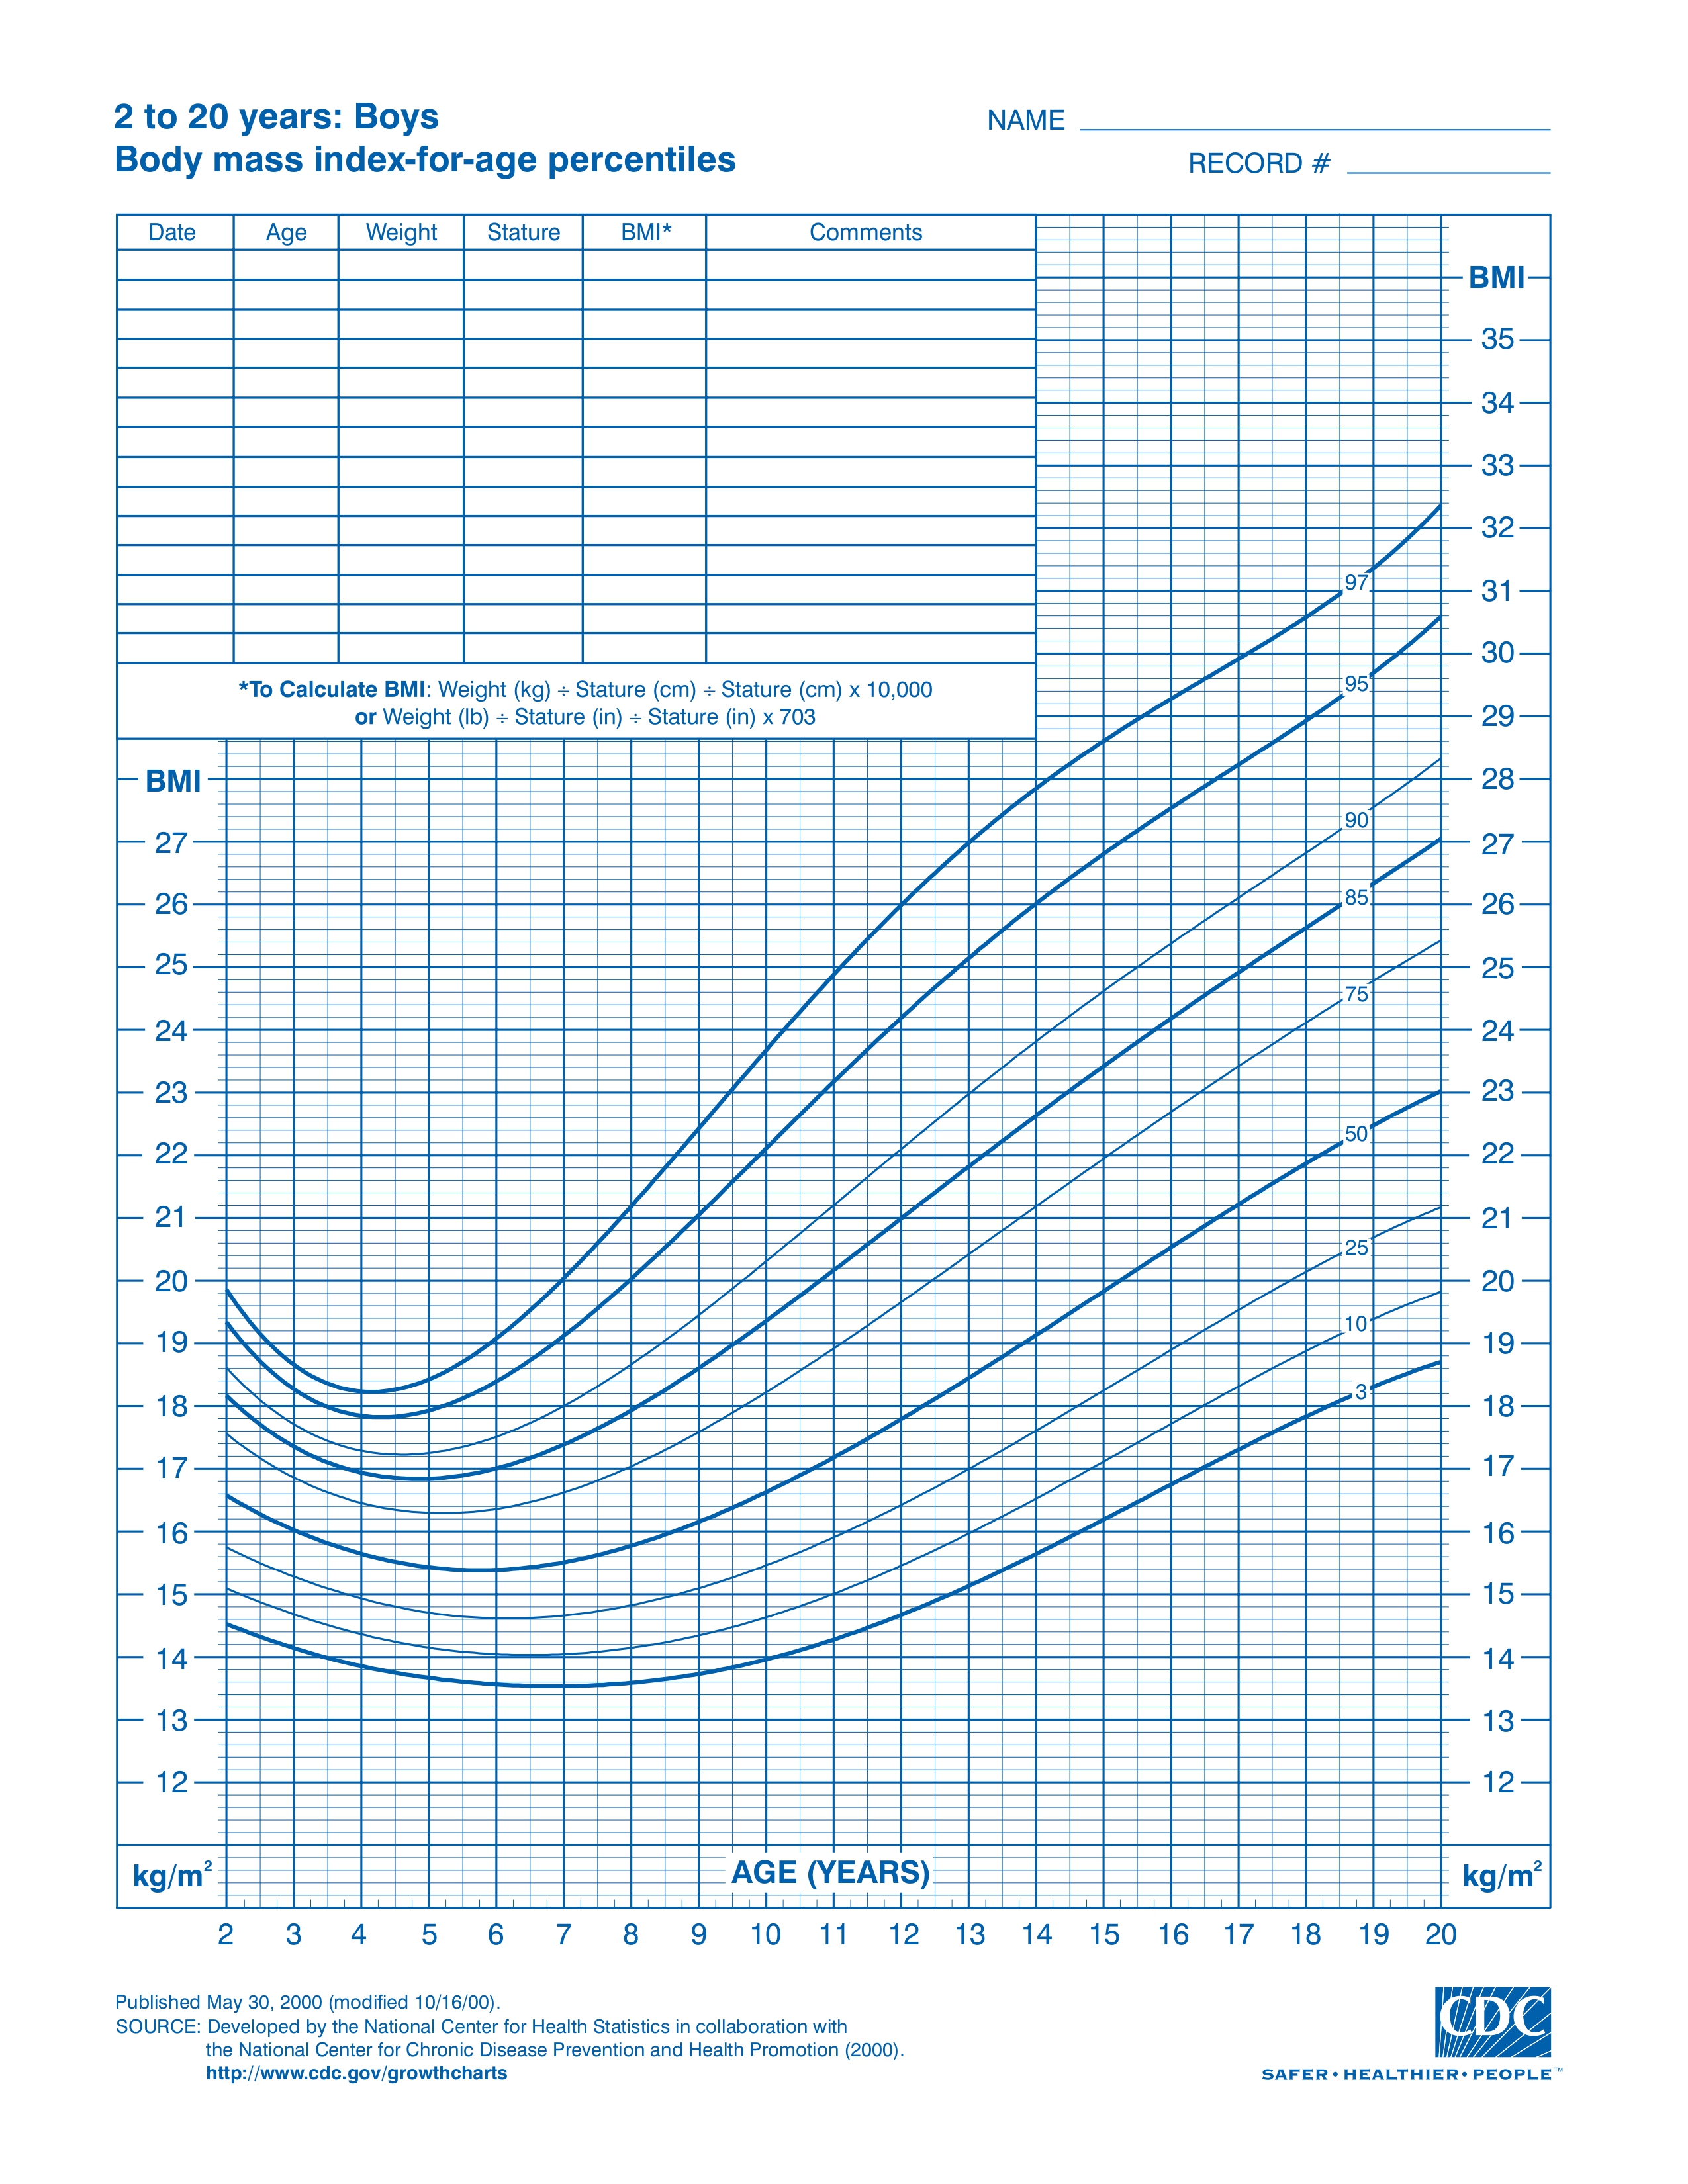 2 to 20 years: Boys
NAME
Body mass index-for-age percentiles
RECORD #
Date Age Weight Stature BMI* Comments
*To Calculate BMI: Weight (kg) ÷ Stature (cm) ÷ Stature (cm) x 10,000
or Weight (lb) ÷ Stature (in) ÷ Stature (in) x 703
BMI
35
34
33
32
31
30
29
28
27
26
25
24
23
22
21
20
19
18
17
16
15
14
13
12
kg/m²
BMI
27
26
25
24
23
22
21
20
19
18
17
16
15
14
13
12
kg/m²
97
95
90
85
75
50
25
10
3
AGE (YEARS)
2 3 4 5 6 7 8 9 10 11 12 13 14 15 16 17 18 19 20
Published May 30, 2000 (modified 10/16/00).
SOURCE: Developed by the National Center for Health Statistics in collaboration with
the National Center for Chronic Disease Prevention and Health Promotion (2000).
http://www.cdc.gov/growthcharts
CDC
SAFER • HEALTHIER • PEOPLE™